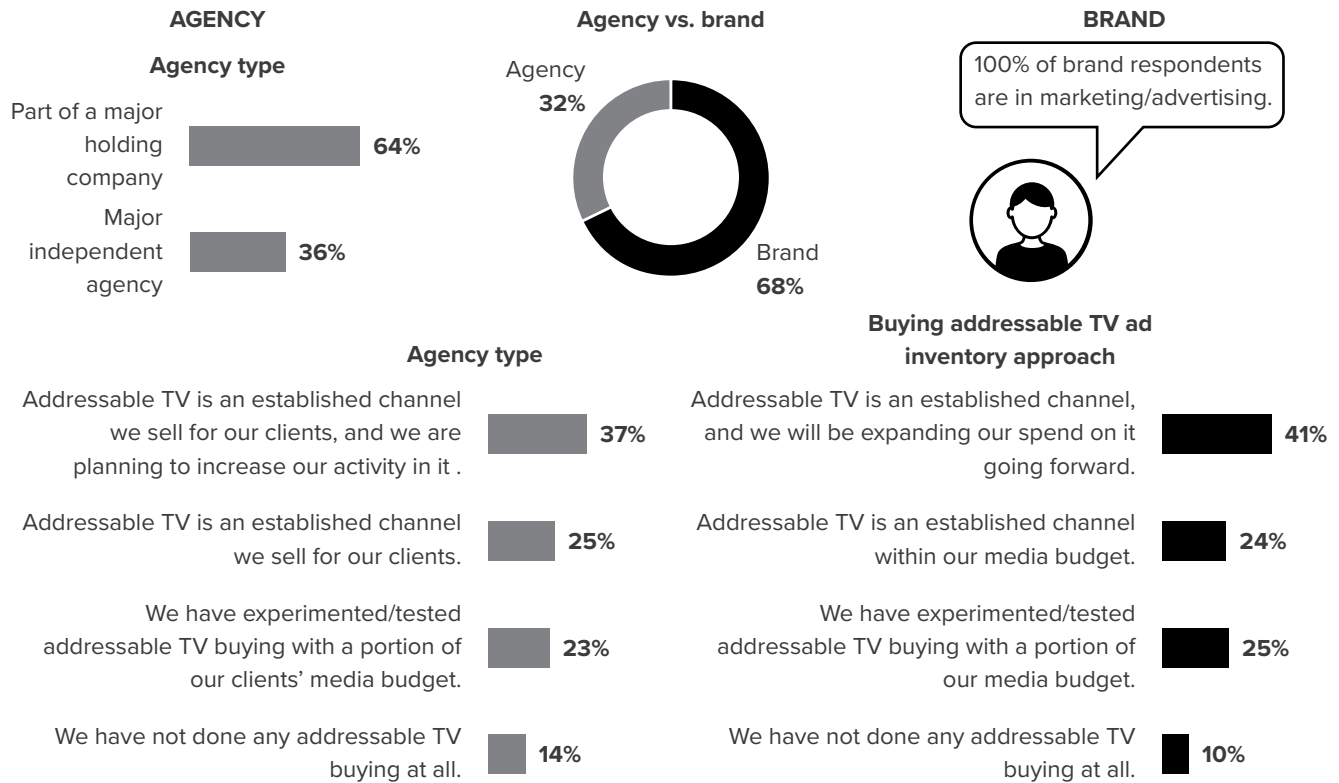 AGENCY
Agency type
Part of a major
holding
company
64%
Major
independent
agency
36%
Agency vs. brand
Agency
32%
Brand
68%
BRAND
100% of brand respondents
are in marketing/advertising.
Agency type
Addressable TV is an established channel
we sell for our clients, and we are
planning to increase our activity in it .
37%
Addressable TV is an established channel
we sell for our clients.
25%
We have experimented/tested
addressable TV buying with a portion of
our clients’ media budget.
23%
We have not done any addressable TV
buying at all.
14%
Buying addressable TV ad
inventory approach
Addressable TV is an established channel,
and we will be expanding our spend on it
going forward.
41%
Addressable TV is an established channel
within our media budget.
24%
We have experimented/tested
addressable TV buying with a portion of
our media budget.
25%
We have not done any addressable TV
buying at all.
10%